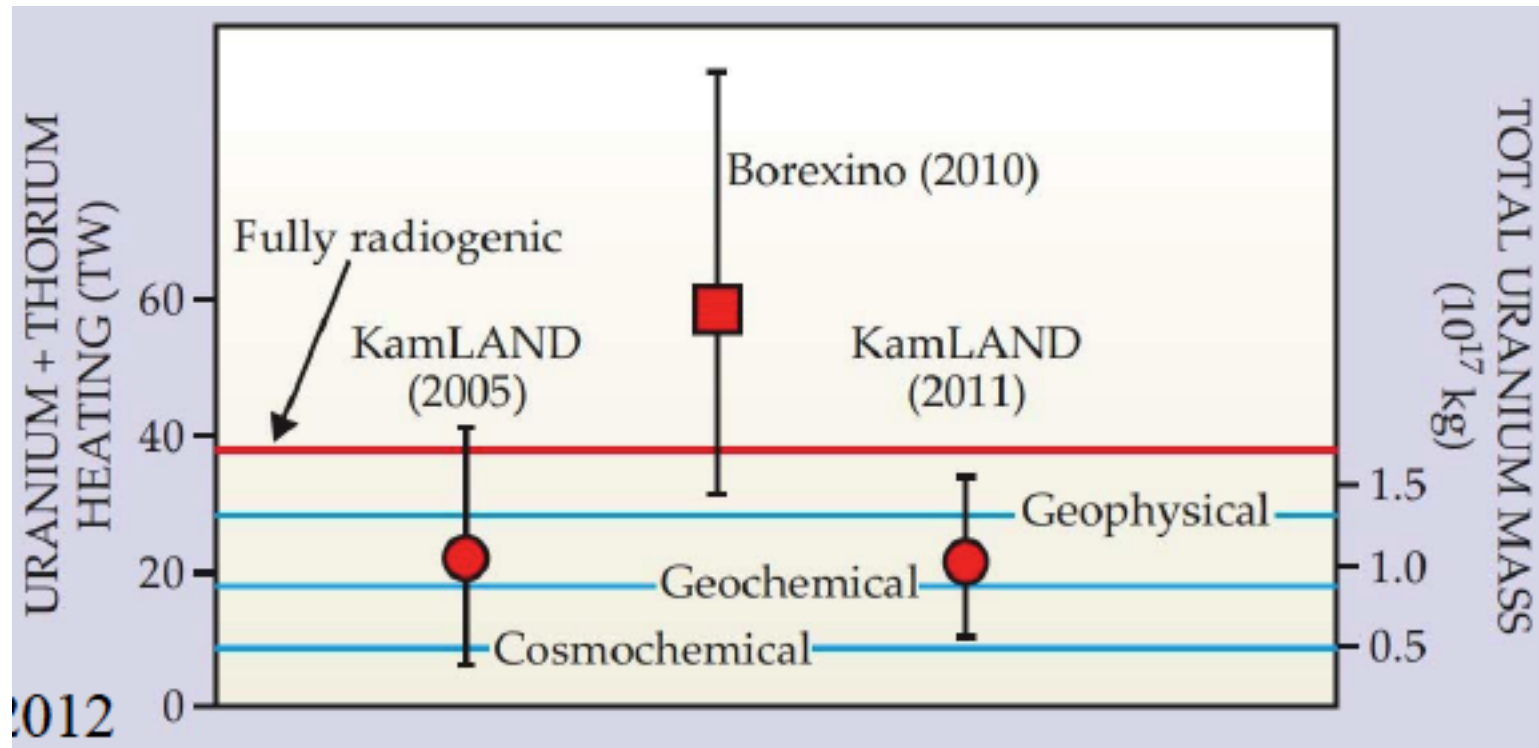 URANIUM + THORIUM
HEATING (TW)
60
40
20
0
Fully radiogenic
KamLAND
(2005)
Borexino (2010)
KamLAND
(2011)
Geophysical
Geochemical
Cosmochemical
1.5
1.0
0.5
TOTAL URANIUM MASS
(10¹⁷ kg)
2012